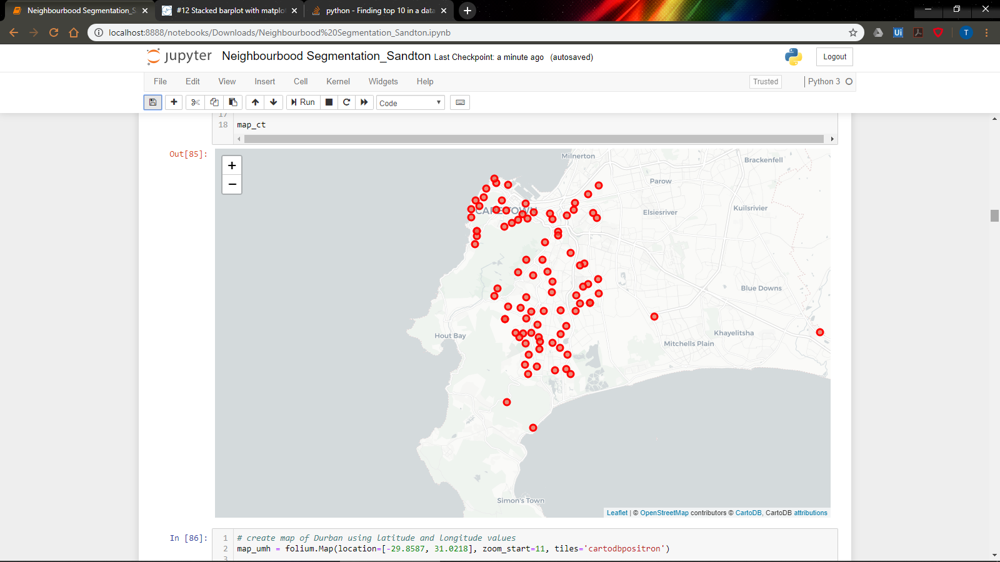 Neighbourbood Segmentation_S
#12 Stacked barplot with matplo
python - Finding top 10 in a data
localhost:8888/notebooks/Downloads/Neighbourbood%20Segmentation_Sandton.ipynb
Ui
T
jupyter
Neighbourbood Segmentation_Sandton Last Checkpoint: a minute ago (autosaved)
Logout
File Edit View Insert Cell Kernel Widgets Help
Trusted
Python 3
Run
Code
17
18 map_ct
Out[85]:
+
−
Milnerton
Brackenfell
Parow
Kuilsrivier
Elsiesriver
CAPE TOWN
Blue Downs
Khayelitsha
Hout Bay
Mitchells Plain
Simon's Town
Leaflet | © OpenStreetMap contributors © CartoDB, CartoDB attributions
In [86]:
1 # create map of Durban using latitude and longitude values
2 map_umh = folium.Map(location=[-29.8587, 31.0218], zoom_start=11, tiles='cartodbpositron')
3